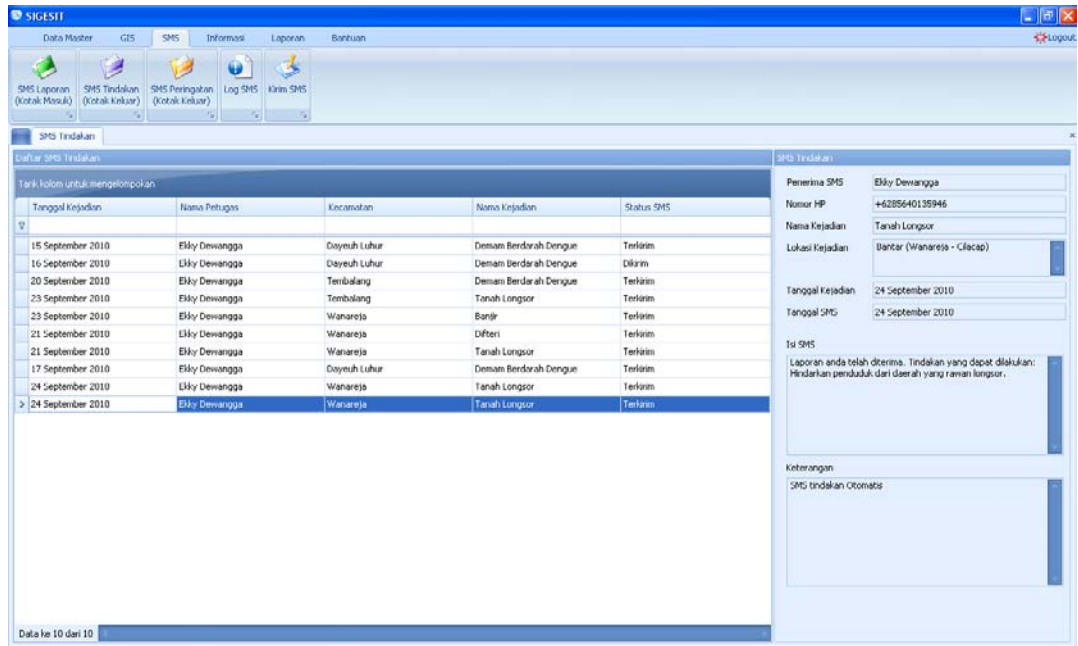 SIGESIT
Data Master GIS SMS Informasi Laporan Bantuan Logout
SMS Laporan (Kotak Masuk)
SMS Tindakan (Kotak Keluar)
SMS Peringatan (Kotak Keluar)
Log SMS
Kirim SMS
SMS Tindakan
Daftar SMS Tindakan
Tarik kolom untuk mengelompokan
Tanggal Kejadian Nama Petugas Kecamatan Nama Kejadian Status SMS
15 September 2010 Ekky Dewangga Dayeuh Luhur Demam Berdarah Dengue Terkirim
16 September 2010 Ekky Dewangga Dayeuh Luhur Demam Berdarah Dengue Dikirim
20 September 2010 Ekky Dewangga Tembalang Demam Berdarah Dengue Terkirim
23 September 2010 Ekky Dewangga Tembalang Tanah Longsor Terkirim
23 September 2010 Ekky Dewangga Wanareja Banjir Terkirim
21 September 2010 Ekky Dewangga Wanareja Difteri Terkirim
21 September 2010 Ekky Dewangga Wanareja Tanah Longsor Terkirim
17 September 2010 Ekky Dewangga Dayeuh Luhur Demam Berdarah Dengue Terkirim
24 September 2010 Ekky Dewangga Wanareja Tanah Longsor Terkirim
24 September 2010 Ekky Dewangga Wanareja Tanah Longsor Terkirim
Data ke 10 dari 10
SMS Tindakan
Penerima SMS Ekky Dewangga
Nomor HP +6285640135946
Nama Kejadian Tanah Longsor
Lokasi Kejadian Bantar (Wanareja - Cilacap)
Tanggal Kejadian 24 September 2010
Tanggal SMS 24 September 2010
Isi SMS
Laporan anda telah diterima. Tindakan yang dapat dilakukan:
Hindarkan penduduk dari daerah yang rawan longsor.
Keterangan
SMS tindakan Otomatis